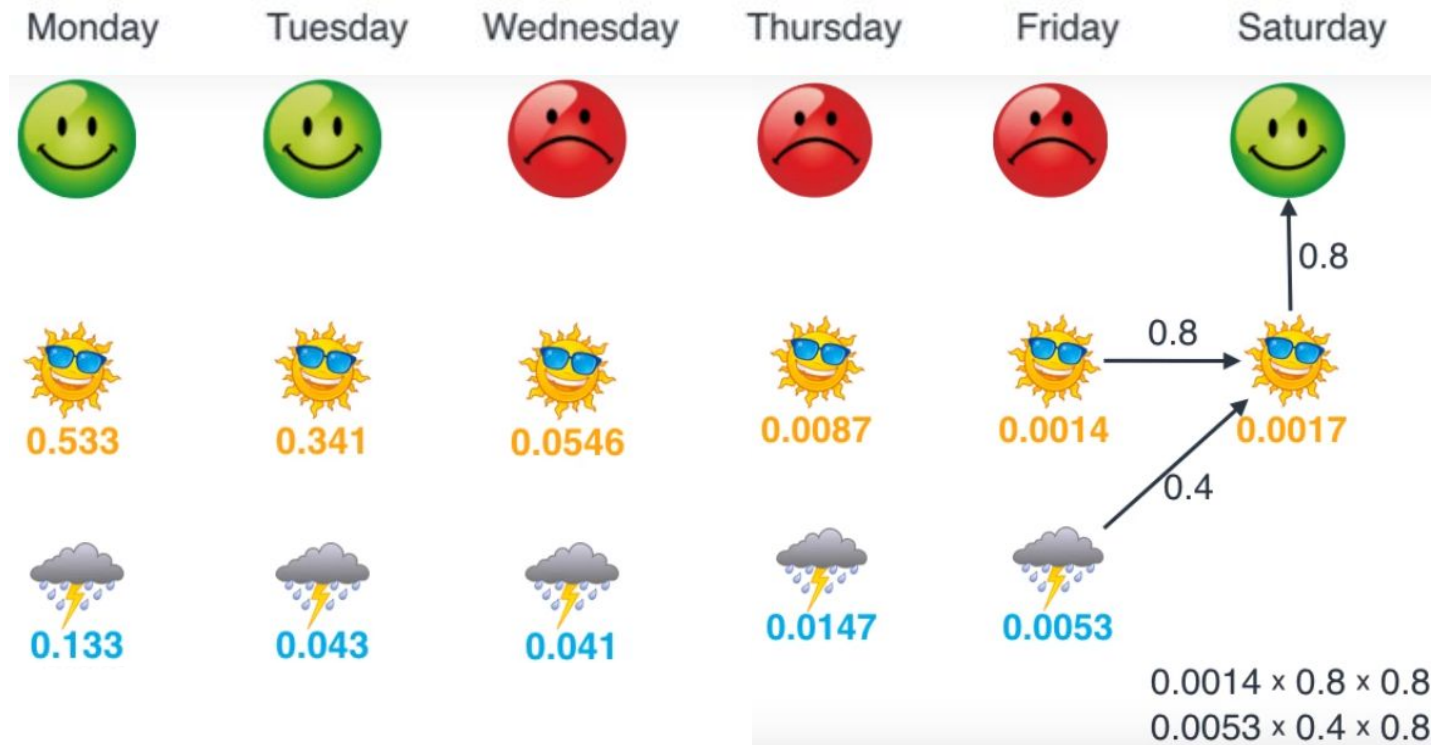 Monday Tuesday Wednesday Thursday Friday Saturday
0.8
0.8
0.533 0.341 0.0546 0.0087 0.0014 0.0017
0.4
0.133 0.043 0.041 0.0147 0.0053
0.0014 × 0.8 × 0.8
0.0053 × 0.4 × 0.8